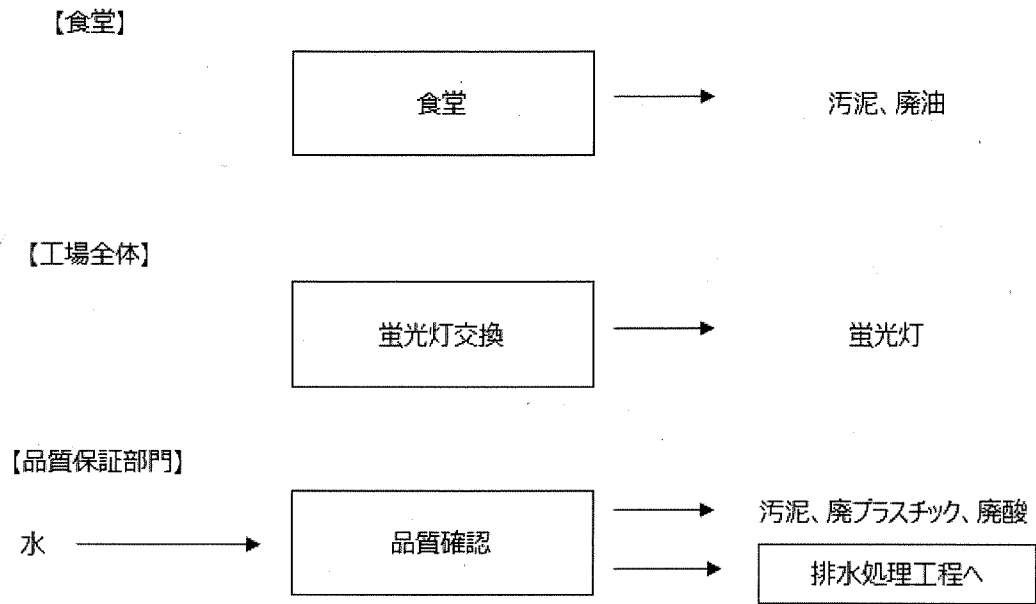 【食堂】
食堂
汚泥、廃油
【工場全体】
蛍光灯交換
蛍光灯
【品質保証部門】
水
品質確認
汚泥、廃プラスチック、廃酸
排水処理工程へ